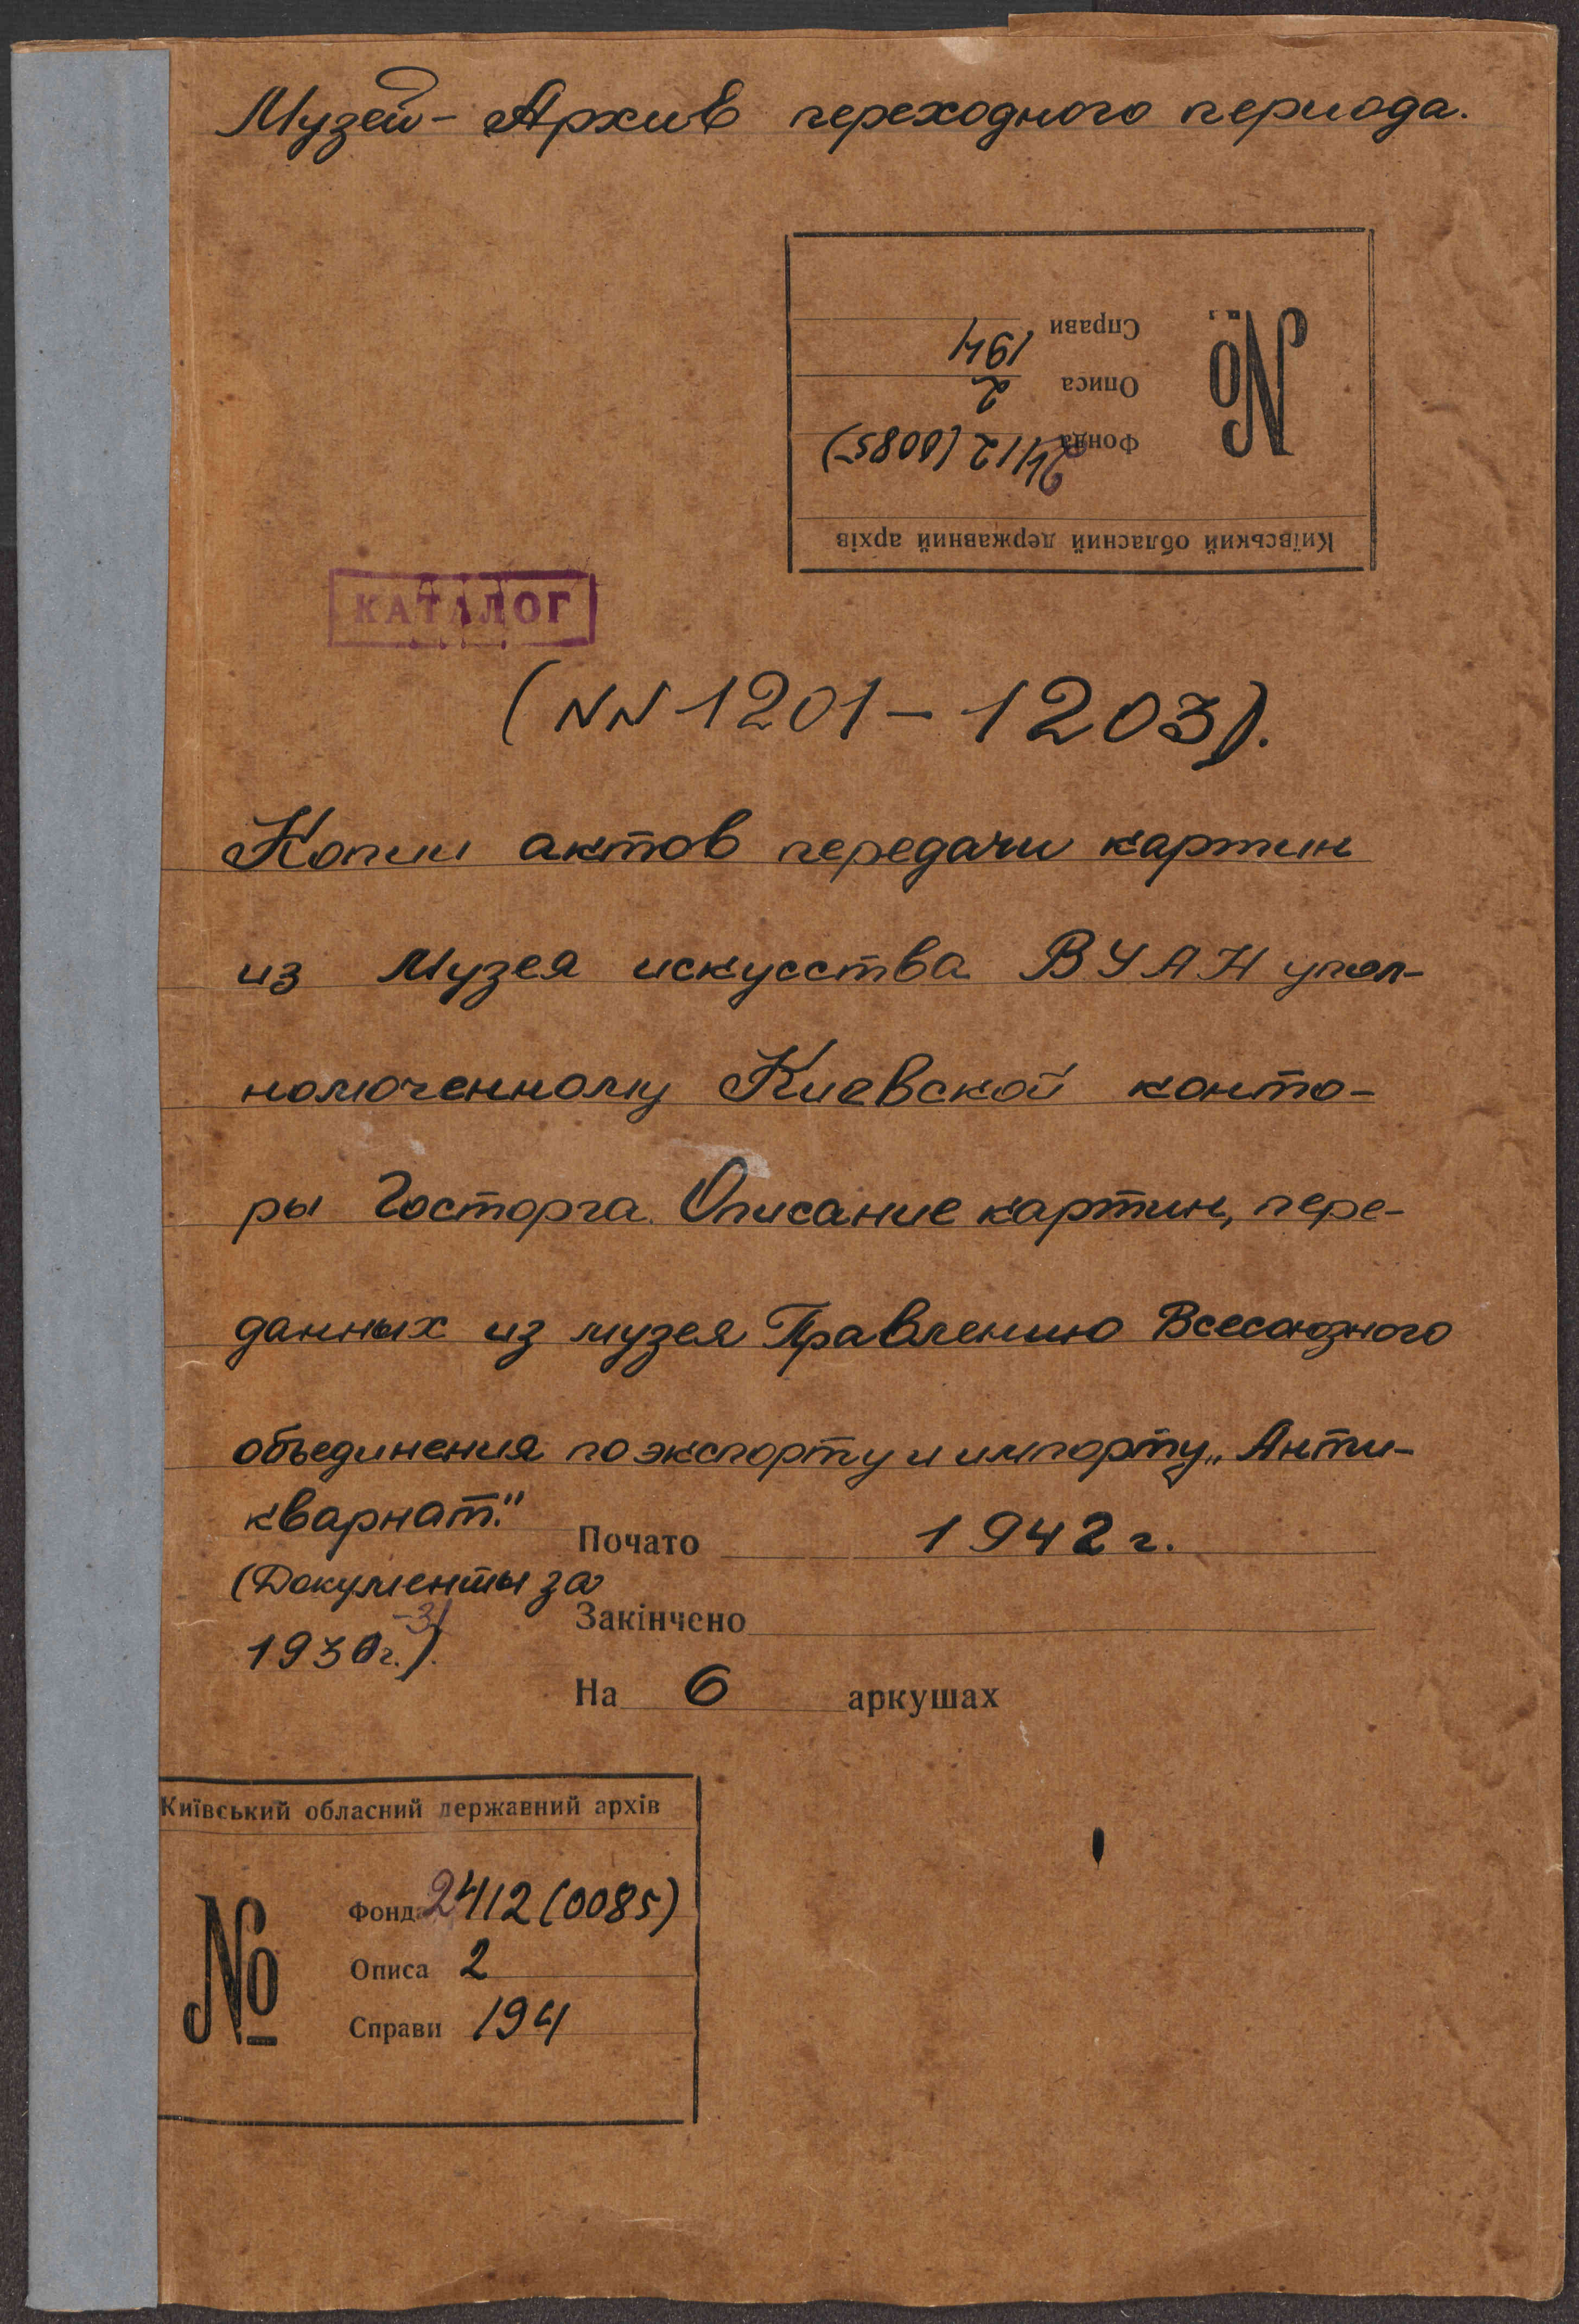 Музей-Архив переходного периода.
Київський обласний державний архів
№
Фонда 2412 (0085)
Описа 2
Справи 194
КАТАЛОГ
(NN 1201-1203).
Копии актов передачи картин
из музея искусства ВУАН упол-
номоченному Киевской конто-
ры Госторга. Описание картин, пере-
данных из музея Правлению Всесоюзного
объединения по экспорту и импорту „Анти-
квариат."
Почато 1942 г.
(Документы за
1930-31г.).
Закінчено
На 6 аркушах
Київський обласний державний архів
№
Фонда 2412 (0085)
Описа 2
Справи 194